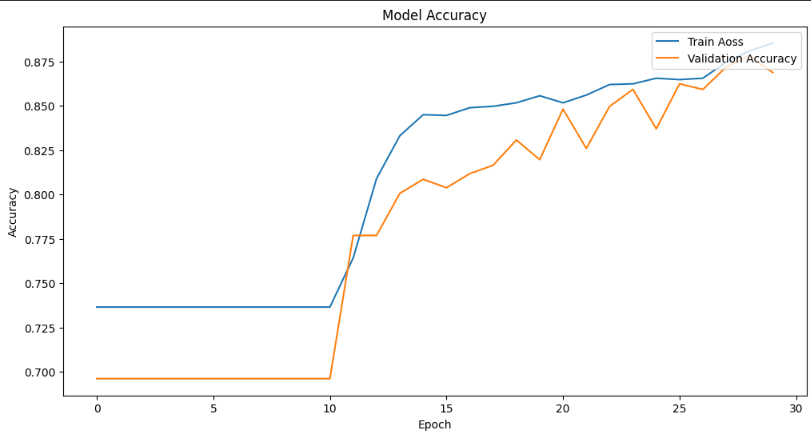 Model Accuracy
Train Aoss
Validation Accuracy
0.875
0.850
0.825
0.800
0.775
0.750
0.725
0.700
Accuracy
0 5 10 15 20 25 30
Epoch